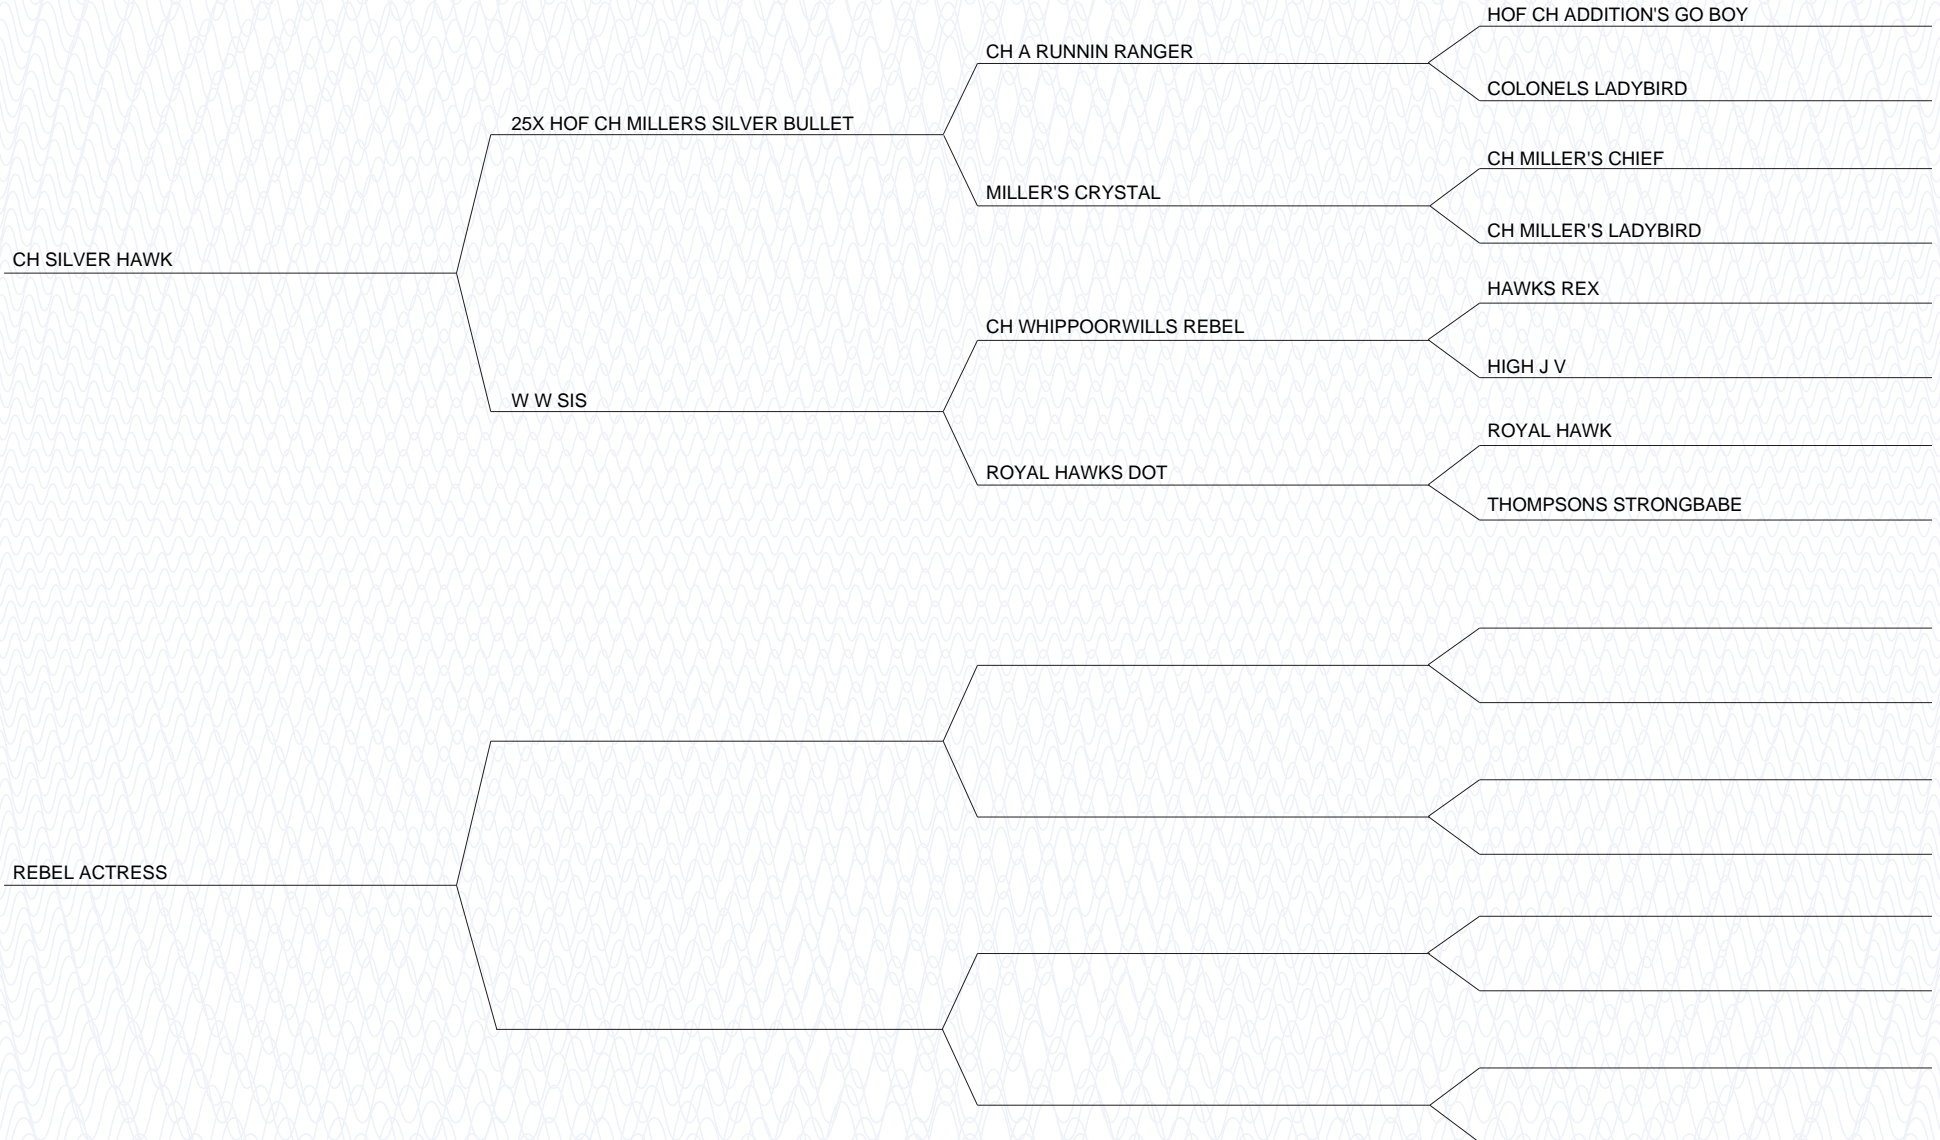 HOF CH ADDITION'S GO BOY
CH A RUNNIN RANGER
COLONELS LADYBIRD
25X HOF CH MILLERS SILVER BULLET
CH MILLER'S CHIEF
MILLER'S CRYSTAL
CH MILLER'S LADYBIRD
CH SILVER HAWK
HAWKS REX
CH WHIPPOORWILLS REBEL
HIGH J V
W W SIS
ROYAL HAWK
ROYAL HAWKS DOT
THOMPSONS STRONGBABE
REBEL ACTRESS